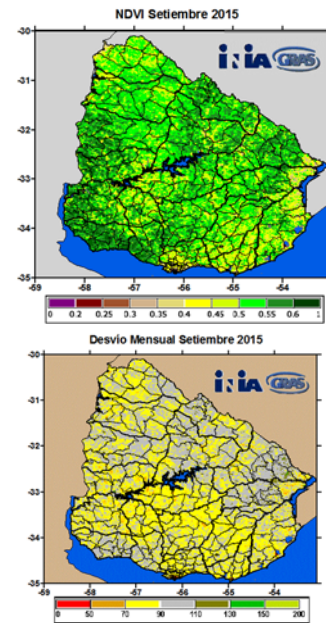 NDVI Setiembre 2015
iNiA GRAS
-30
-31
-32
-33
-34
-35
-59 -58 -57 -56 -55 -54
0 0.2 0.25 0.3 0.35 0.4 0.45 0.5 0.55 0.6 1
Desvío Mensual Setiembre 2015
iNiA GRAS
-30
-31
-32
-33
-34
-35
-59 -58 -57 -56 -55 -54
0 50 70 90 110 130 150 200